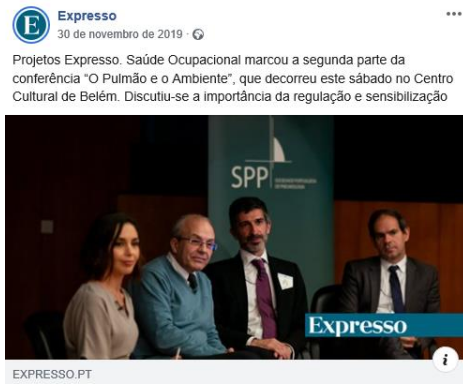 Expresso
30 de novembro de 2019
Projetos Expresso. Saúde Ocupacional marcou a segunda parte da
conferência “O Pulmão e o Ambiente”, que decorreu este sábado no Centro
Cultural de Belém. Discutiu-se a importância da regulação e sensibilização
SPP
Expresso
EXPRESSO.PT